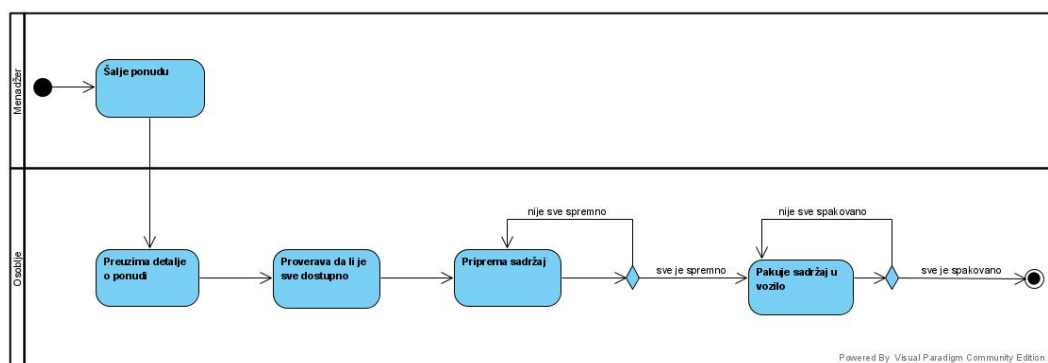 Menadžer
Šalje ponudu
Osoblje
nije sve spremno
nije sve spakovano
Preuzima detalje
o ponudi
Proverava da li je
sve dostupno
Priprema sadržaj
sve je spremno
Pakuje sadržaj u
vozilo
sve je spakovano
Powered By Visual Paradigm Community Edition